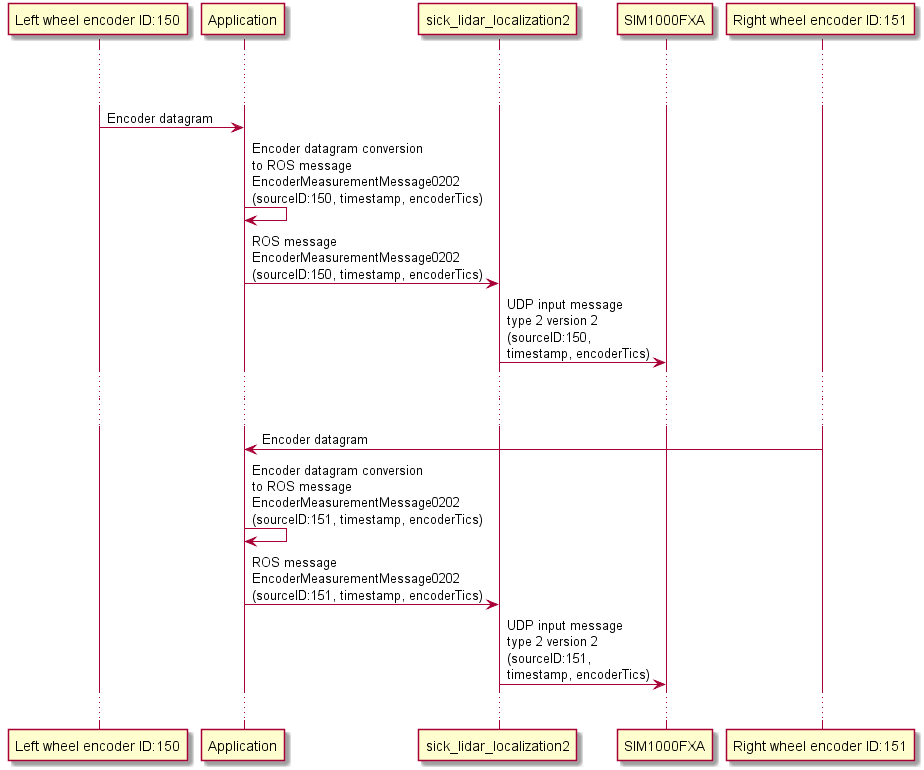 Left wheel encoder ID:150
Application
sick_lidar_localization2
SIM1000FXA
Right wheel encoder ID:151
Encoder datagram
Encoder datagram conversion
to ROS message
EncoderMeasurementMessage0202
(sourceID:150, timestamp, encoderTics)
ROS message
EncoderMeasurementMessage0202
(sourceID:150, timestamp, encoderTics)
UDP input message
type 2 version 2
(sourceID:150,
timestamp, encoderTics)
Encoder datagram
Encoder datagram conversion
to ROS message
EncoderMeasurementMessage0202
(sourceID:151, timestamp, encoderTics)
ROS message
EncoderMeasurementMessage0202
(sourceID:151, timestamp, encoderTics)
UDP input message
type 2 version 2
(sourceID:151,
timestamp, encoderTics)
Left wheel encoder ID:150
Application
sick_lidar_localization2
SIM1000FXA
Right wheel encoder ID:151